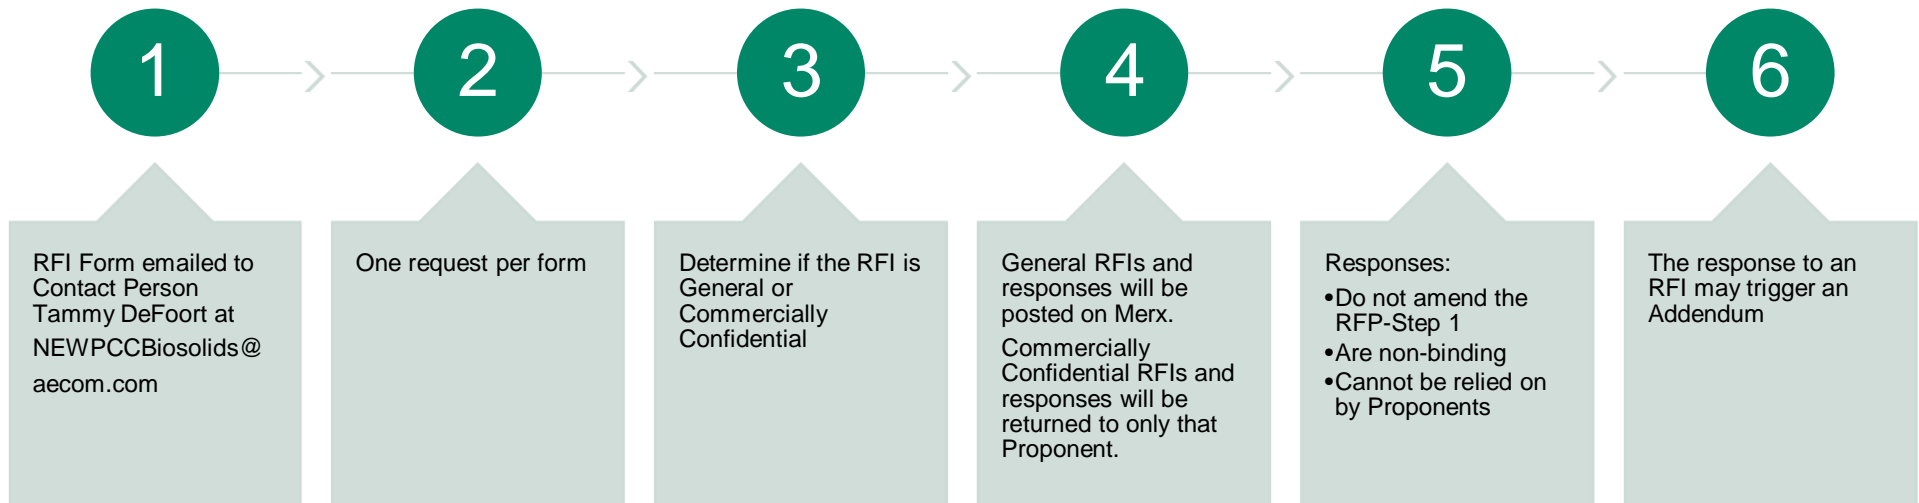 1
2
3
4
5
6
RFI Form emailed to
Contact Person
Tammy DeFoort at
NEWPCCBiosolids@
aecom.com
One request per form
Determine if the RFI is
General or
Commercially
Confidential
General RFIs and
responses will be
posted on Merx.
Commercially
Confidential RFIs and
responses will be
returned to only that
Proponent.
Responses:
•Do not amend the
RFP-Step 1
•Are non-binding
•Cannot be relied on
by Proponents
The response to an
RFI may trigger an
Addendum